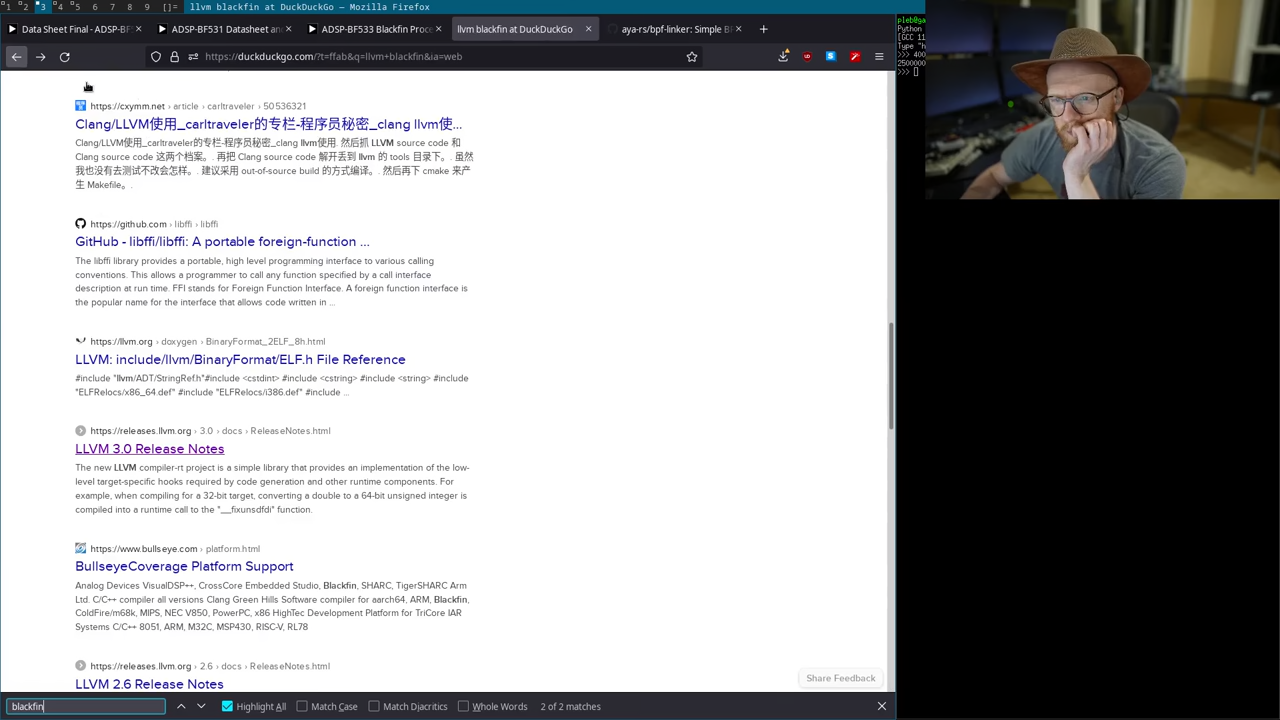 1 2 3 4 5 6 7 8 9 []= llvm blackfin at DuckDuckGo — Mozilla Firefox
Data Sheet Final - ADSP-BF5
ADSP-BF531 Datasheet an
ADSP-BF533 Blackfin Proce
llvm blackfin at DuckDuckGo
aya-rs/bpf-linker: Simple B
https://duckduckgo.com/?t=ffab&q=llvm+blackfin&ia=web
https://cxymm.net › article › carltraveler › 50536321
Clang/LLVM使用_carltraveler的专栏-程序员秘密_clang llvm使...
Clang/LLVM使用_carltraveler的专栏-程序员秘密_clang llvm使用. 然后抓 LLVM source code 和
Clang source code 这两个档案。. 再把 Clang source code 解开丢到 llvm 的 tools 目录下。. 虽然
我也没有去测试不改会怎样。. 建议采用 out-of-source build 的方式编译。. 然后再下 cmake 来产
生 Makefile。.
https://github.com › libffi › libffi
GitHub - libffi/libffi: A portable foreign-function ...
The libffi library provides a portable, high level programming interface to various calling
conventions. This allows a programmer to call any function specified by a call interface
description at run time. FFI stands for Foreign Function Interface. A foreign function interface is
the popular name for the interface that allows code written in ...
https://llvm.org › doxygen › BinaryFormat_2ELF_8h.html
LLVM: include/llvm/BinaryFormat/ELF.h File Reference
#include "llvm/ADT/StringRef.h"#include <cstdint> #include <cstring> #include <string> #include
"ELFRelocs/x86_64.def" #include "ELFRelocs/i386.def" #include ...
https://releases.llvm.org › 3.0 › docs › ReleaseNotes.html
LLVM 3.0 Release Notes
The new LLVM compiler-rt project is a simple library that provides an implementation of the low-
level target-specific hooks required by code generation and other runtime components. For
example, when compiling for a 32-bit target, converting a double to a 64-bit unsigned integer is
compiled into a runtime call to the "__fixunsdfdi" function.
https://www.bullseye.com › platform.html
BullseyeCoverage Platform Support
Analog Devices VisualDSP++, CrossCore Embedded Studio, Blackfin, SHARC, TigerSHARC Arm
Ltd. C/C++ compiler all versions Clang Green Hills Software compiler for aarch64, ARM, Blackfin,
ColdFire/m68k, MIPS, NEC V850, PowerPC, x86 HighTec Development Platform for TriCore IAR
Systems C/C++ 8051, ARM, M32C, MSP430, RISC-V, RL78
https://releases.llvm.org › 2.6 › docs › ReleaseNotes.html
LLVM 2.6 Release Notes
Share Feedback
blackfin
Highlight All
Match Case
Match Diacritics
Whole Words
2 of 2 matches
pleb@ga
Python
[GCC 11
Type "h
>>> 400
2500000
>>>